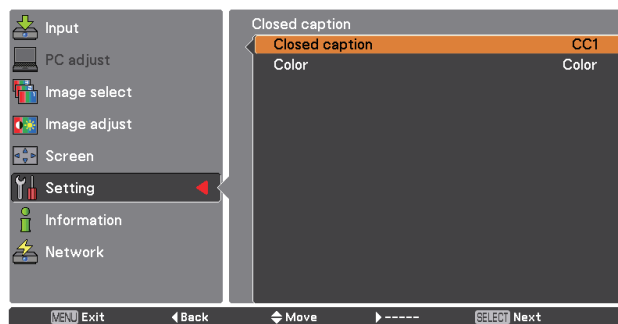 Input
PC adjust
Image select
Image adjust
Screen
Setting
Information
Network
Closed caption
Closed caption CC1
Color Color
MENU Exit Back Move ----- SELECT Next